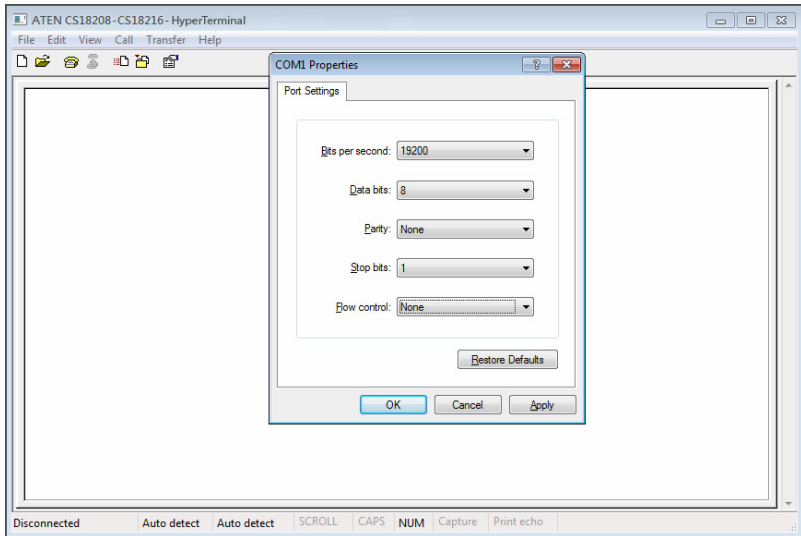 ATEN CS18208-CS18216 - HyperTerminal
File Edit View Call Transfer Help
COM1 Properties
Port Settings
Bits per second: 19200
Data bits: 8
Parity: None
Stop bits: 1
Flow control: None
Restore Defaults
OK Cancel Apply
Disconnected Auto detect Auto detect SCROLL CAPS NUM Capture Print echo